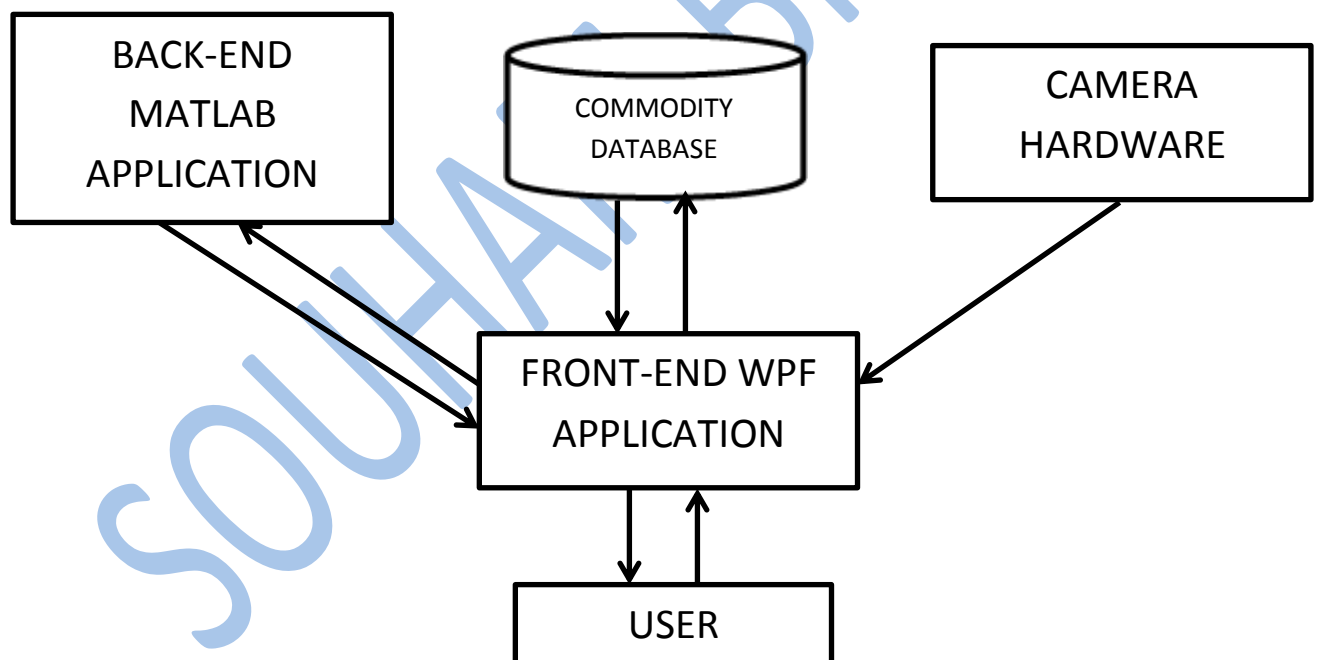 BACK-END
MATLAB
APPLICATION
COMMODITY
DATABASE
CAMERA
HARDWARE
FRONT-END WPF
APPLICATION
USER